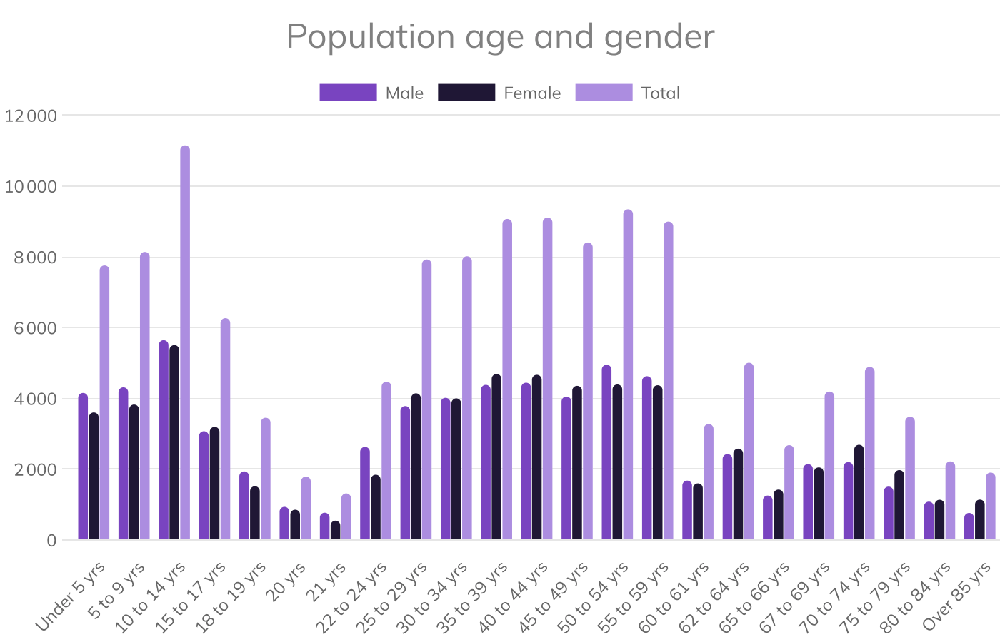 Population age and gender
Male Female Total
12 000
10 000
8 000
6 000
4 000
2 000
0
Under 5 yrs
5 to 9 yrs
10 to 14 yrs
15 to 17 yrs
18 to 19 yrs
20 yrs
21 yrs
22 to 24 yrs
25 to 29 yrs
30 to 34 yrs
35 to 39 yrs
40 to 44 yrs
45 to 49 yrs
50 to 54 yrs
55 to 59 yrs
60 to 61 yrs
62 to 64 yrs
65 to 66 yrs
67 to 69 yrs
70 to 74 yrs
75 to 79 yrs
80 to 84 yrs
Over 85 yrs